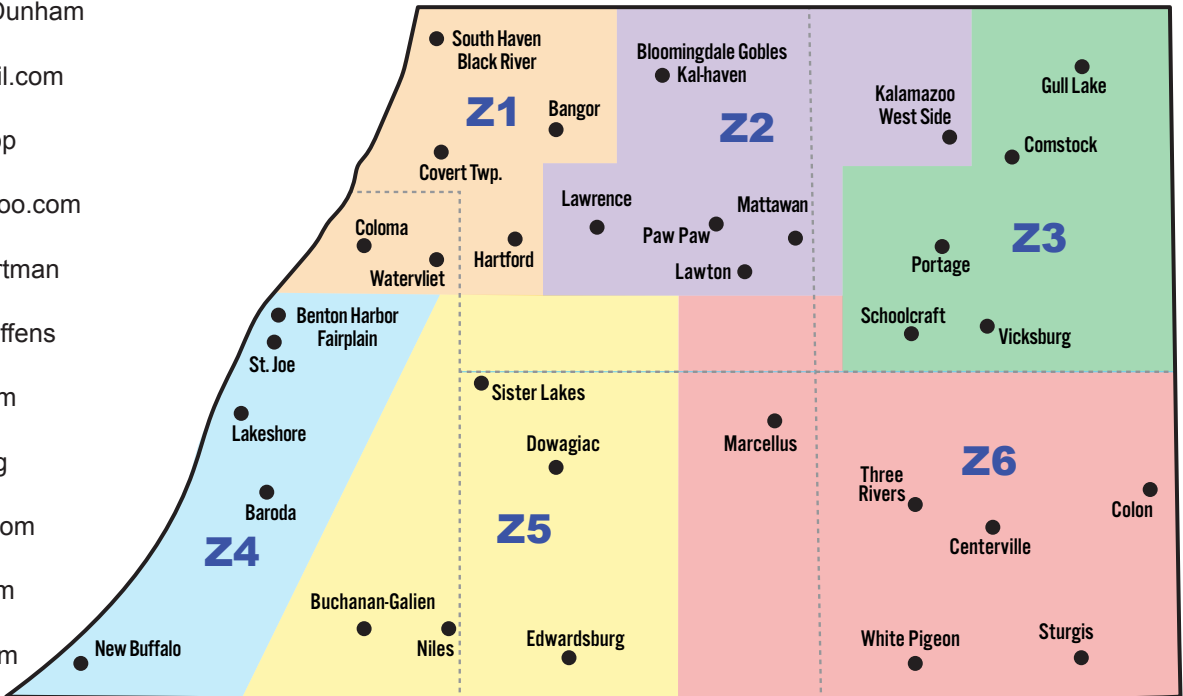 Dunham
il.com
op
oo.com
rtman
ffens
m
g
om
m
m
South Haven
Black River
Z1
Bangor
Covert Twp.
Coloma
Watervliet
Hartford
Bloomingdale Gobles
Kal-haven
Z2
Kalamazoo
West Side
Lawrence
Paw Paw
Mattawan
Lawton
Gull Lake
Comstock
Z3
Portage
Schoolcraft
Vicksburg
Benton Harbor
Fairplain
St. Joe
Lakeshore
Baroda
Z4
New Buffalo
Sister Lakes
Dowagiac
Z5
Buchanan-Galien
Niles
Edwardsburg
Marcellus
Z6
Three
Rivers
Colon
Centerville
White Pigeon
Sturgis